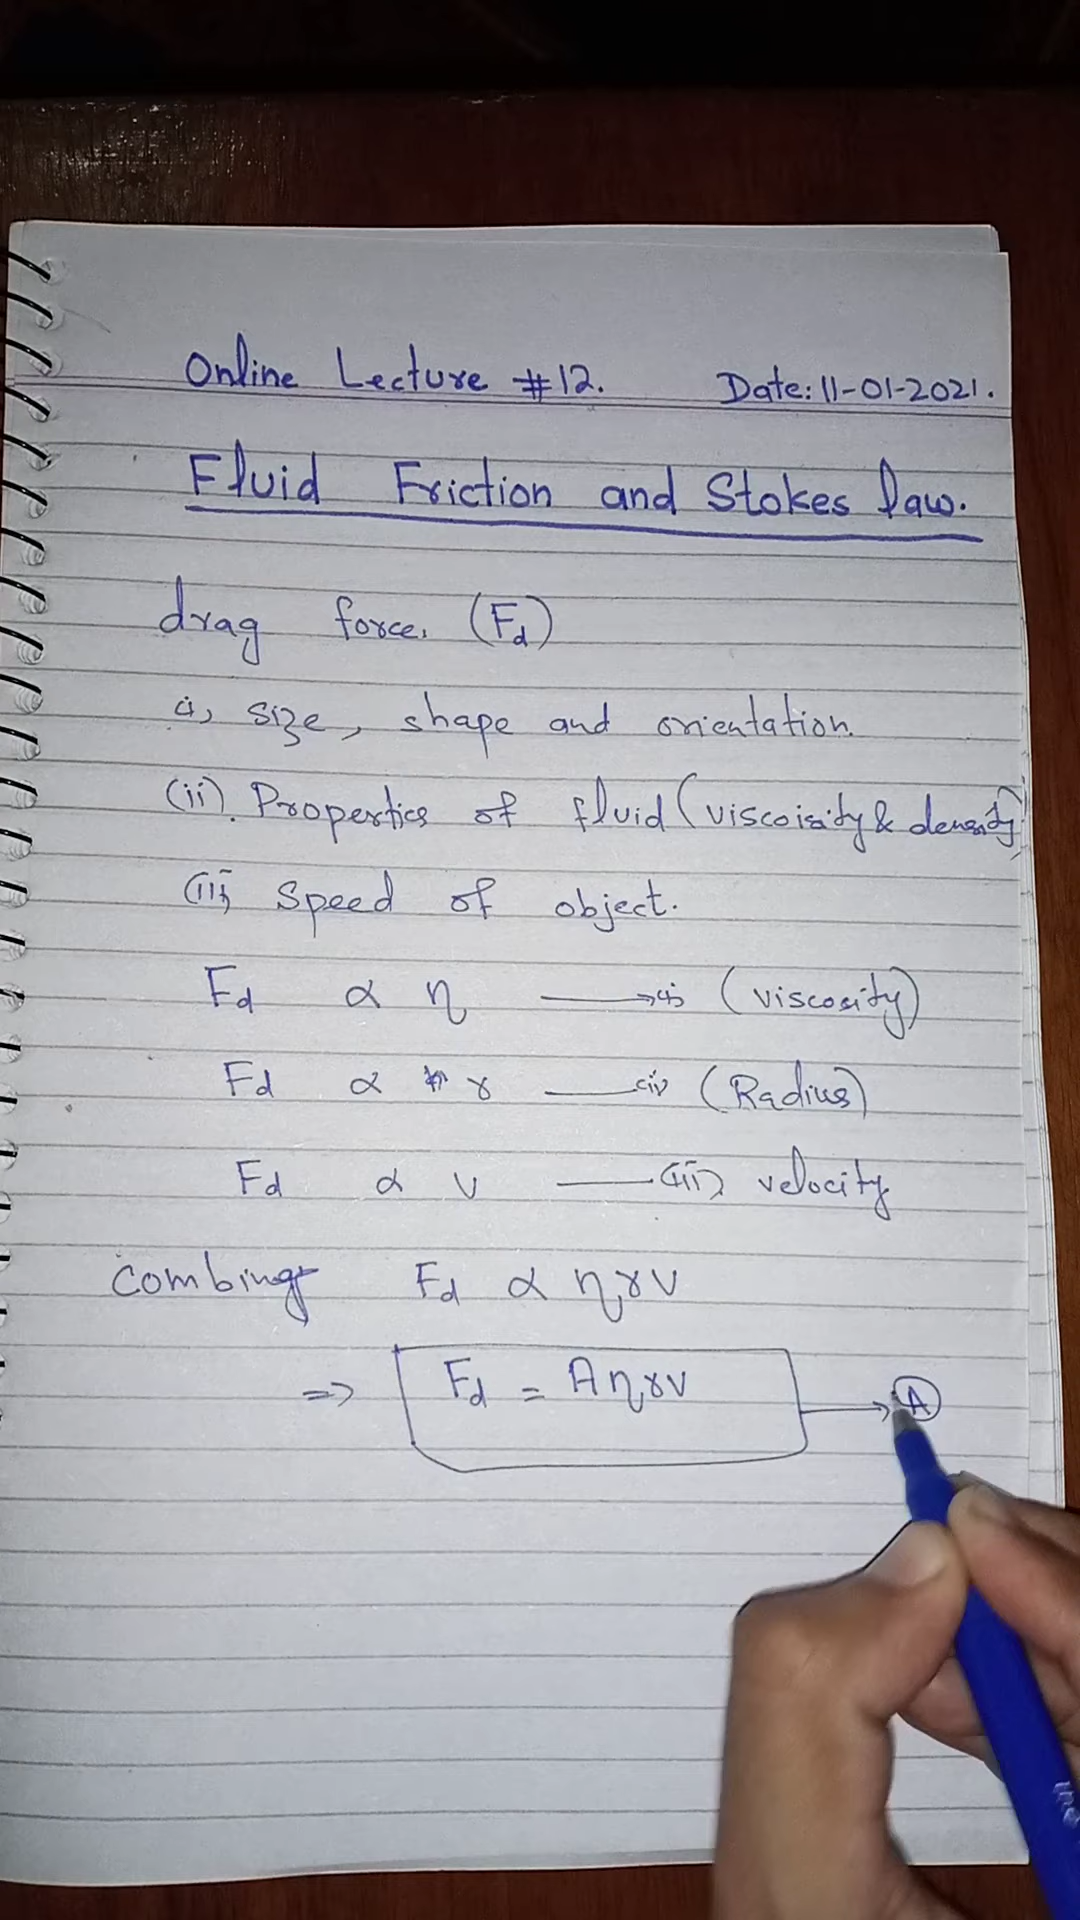 Online Lecture #12. Date: 11-01-2021.
Fluid Friction and Stokes law.
drag force. (Fd)
(i) size, shape and orientation.
(ii). Properties of fluid (viscoisity & density)
(iii) Speed of object.
Fd ∝ η → (i) (viscosity)
Fd ∝ r — (ii) (Radius)
Fd ∝ v — (iii) velocity
Combing Fd ∝ ηrv
=> Fd = Aηrv → A